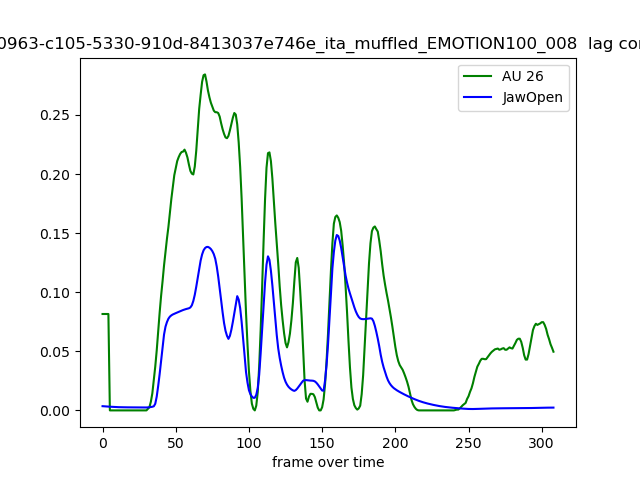 0963-c105-5330-910d-8413037e746e_ita_muffled_EMOTION100_008 lag
AU 26
JawOpen
0.25
0.20
0.15
0.10
0.05
0.00
0 50 100 150 200 250 300
frame over time